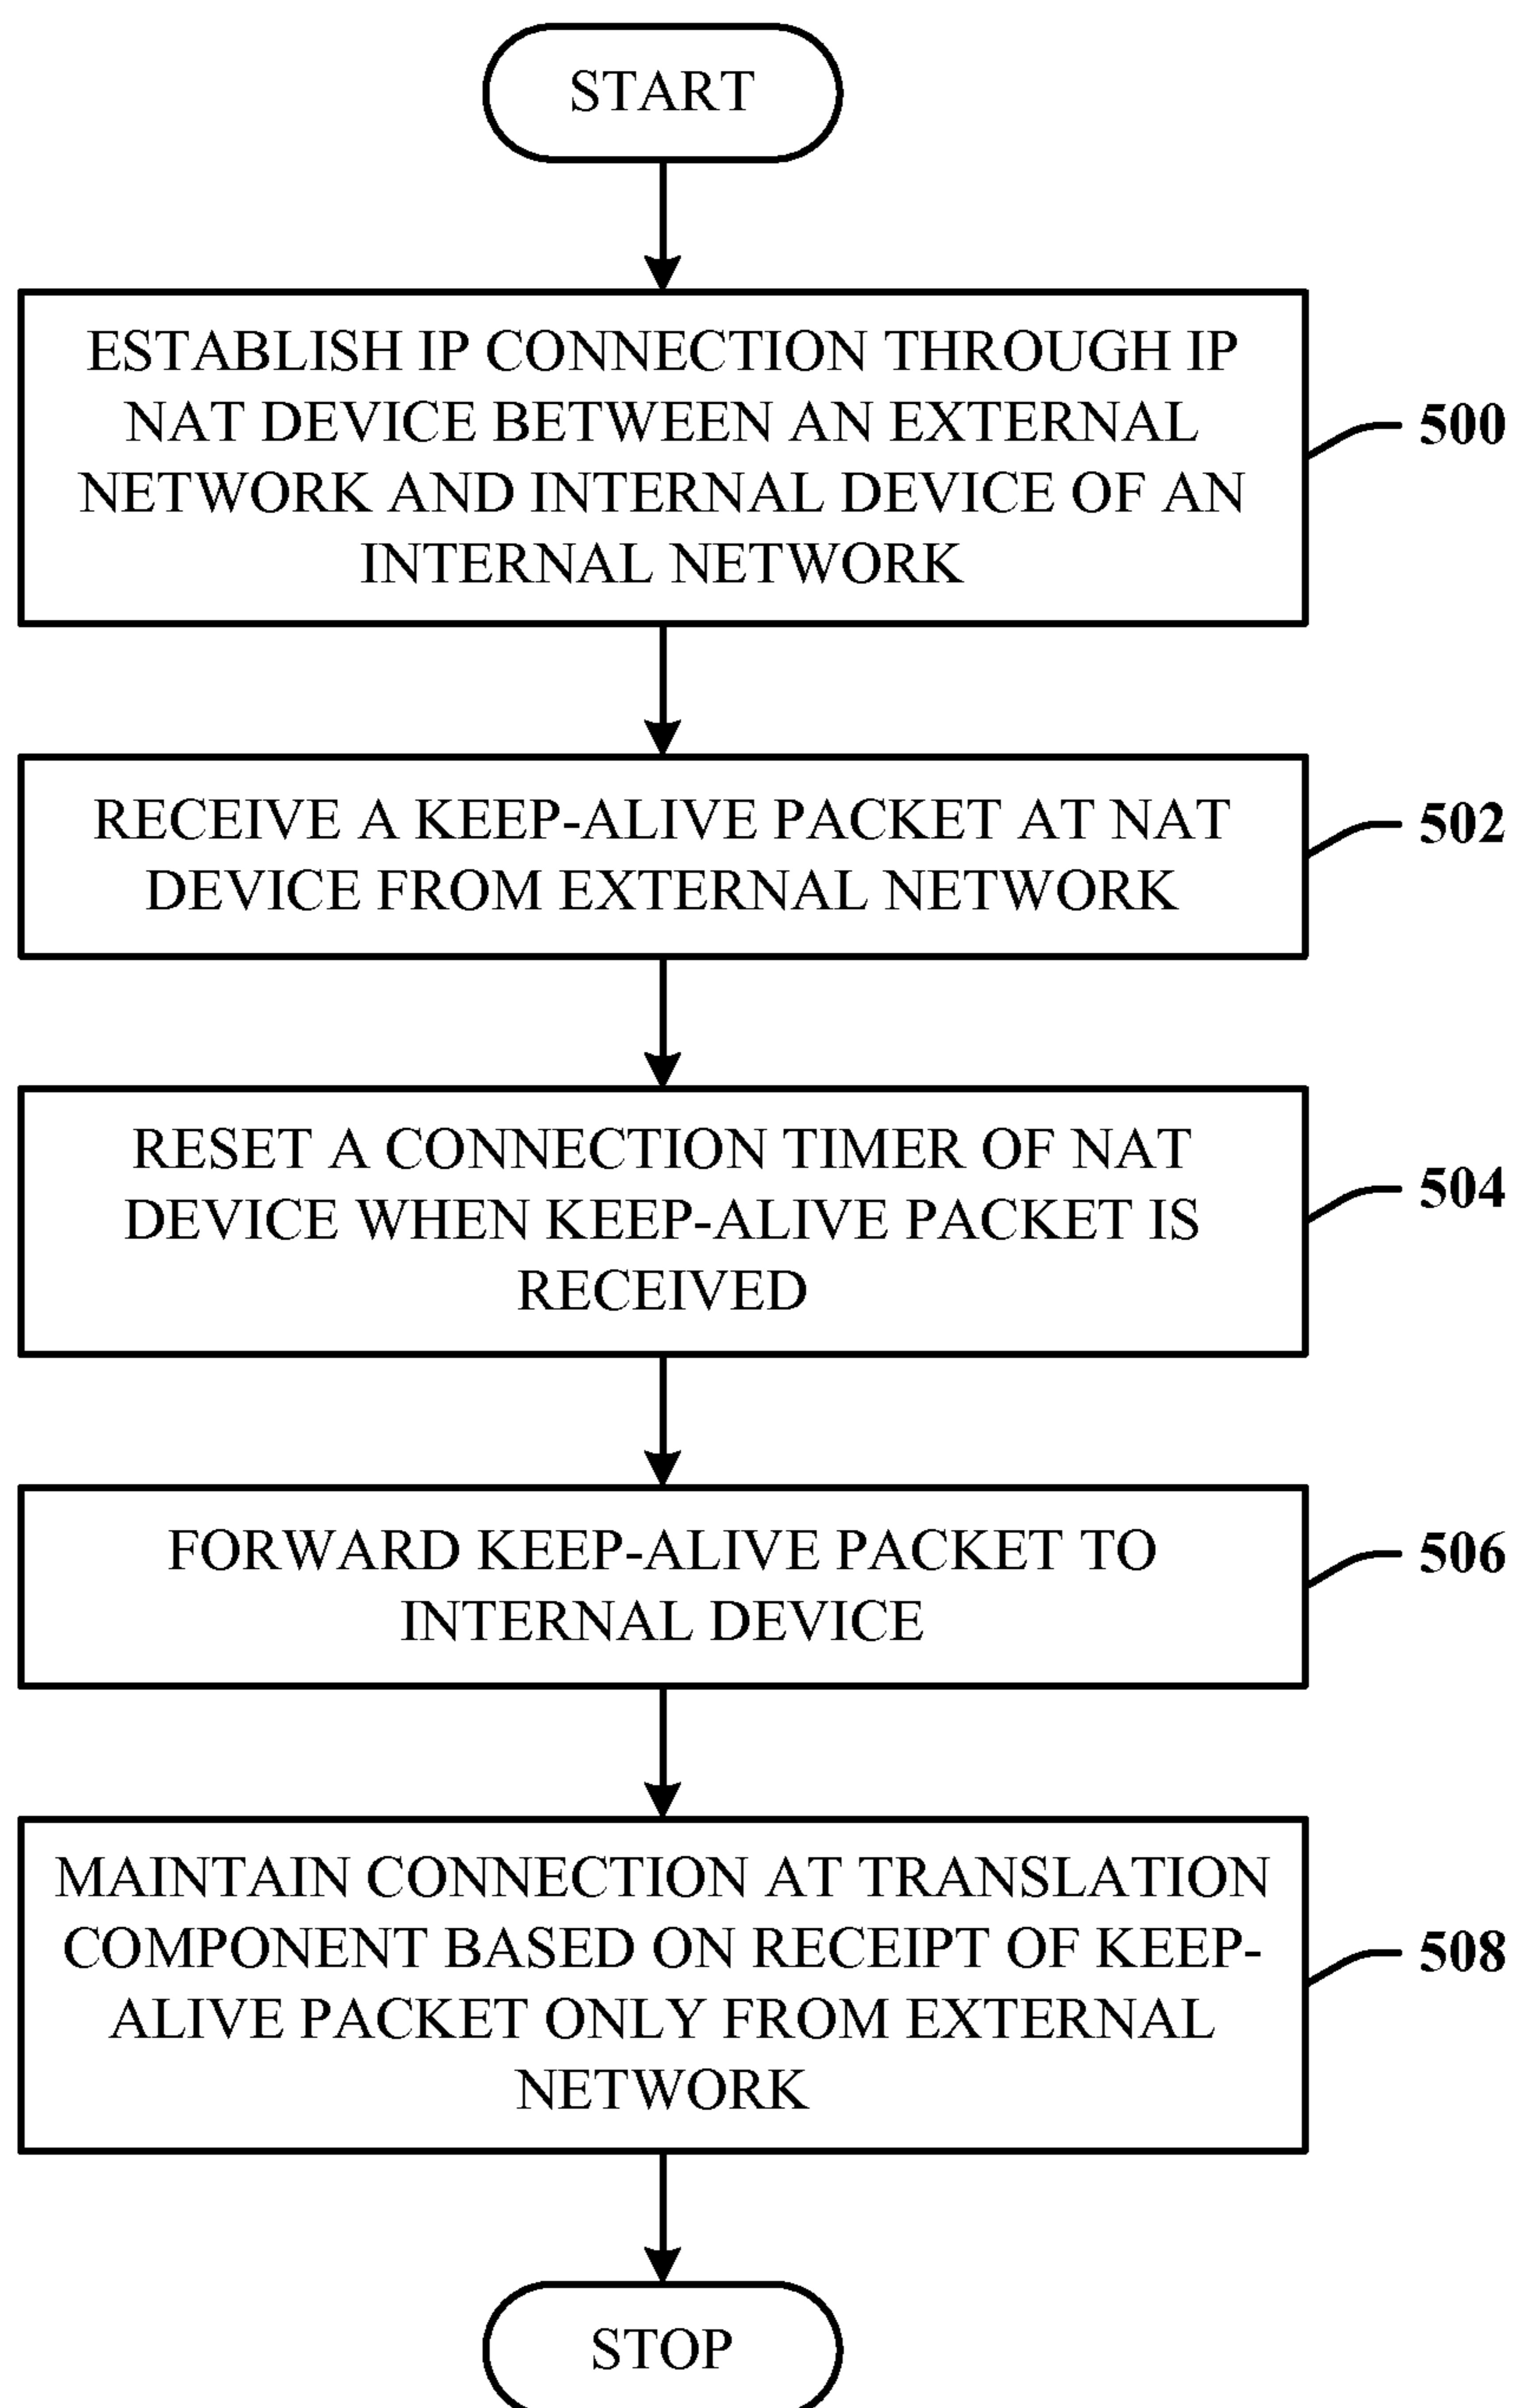 START
ESTABLISH IP CONNECTION THROUGH IP
NAT DEVICE BETWEEN AN EXTERNAL
NETWORK AND INTERNAL DEVICE OF AN
INTERNAL NETWORK
500
RECEIVE A KEEP-ALIVE PACKET AT NAT
DEVICE FROM EXTERNAL NETWORK
502
RESET A CONNECTION TIMER OF NAT
DEVICE WHEN KEEP-ALIVE PACKET IS
RECEIVED
504
FORWARD KEEP-ALIVE PACKET TO
INTERNAL DEVICE
506
MAINTAIN CONNECTION AT TRANSLATION
COMPONENT BASED ON RECEIPT OF KEEP-
ALIVE PACKET ONLY FROM EXTERNAL
NETWORK
508
STOP